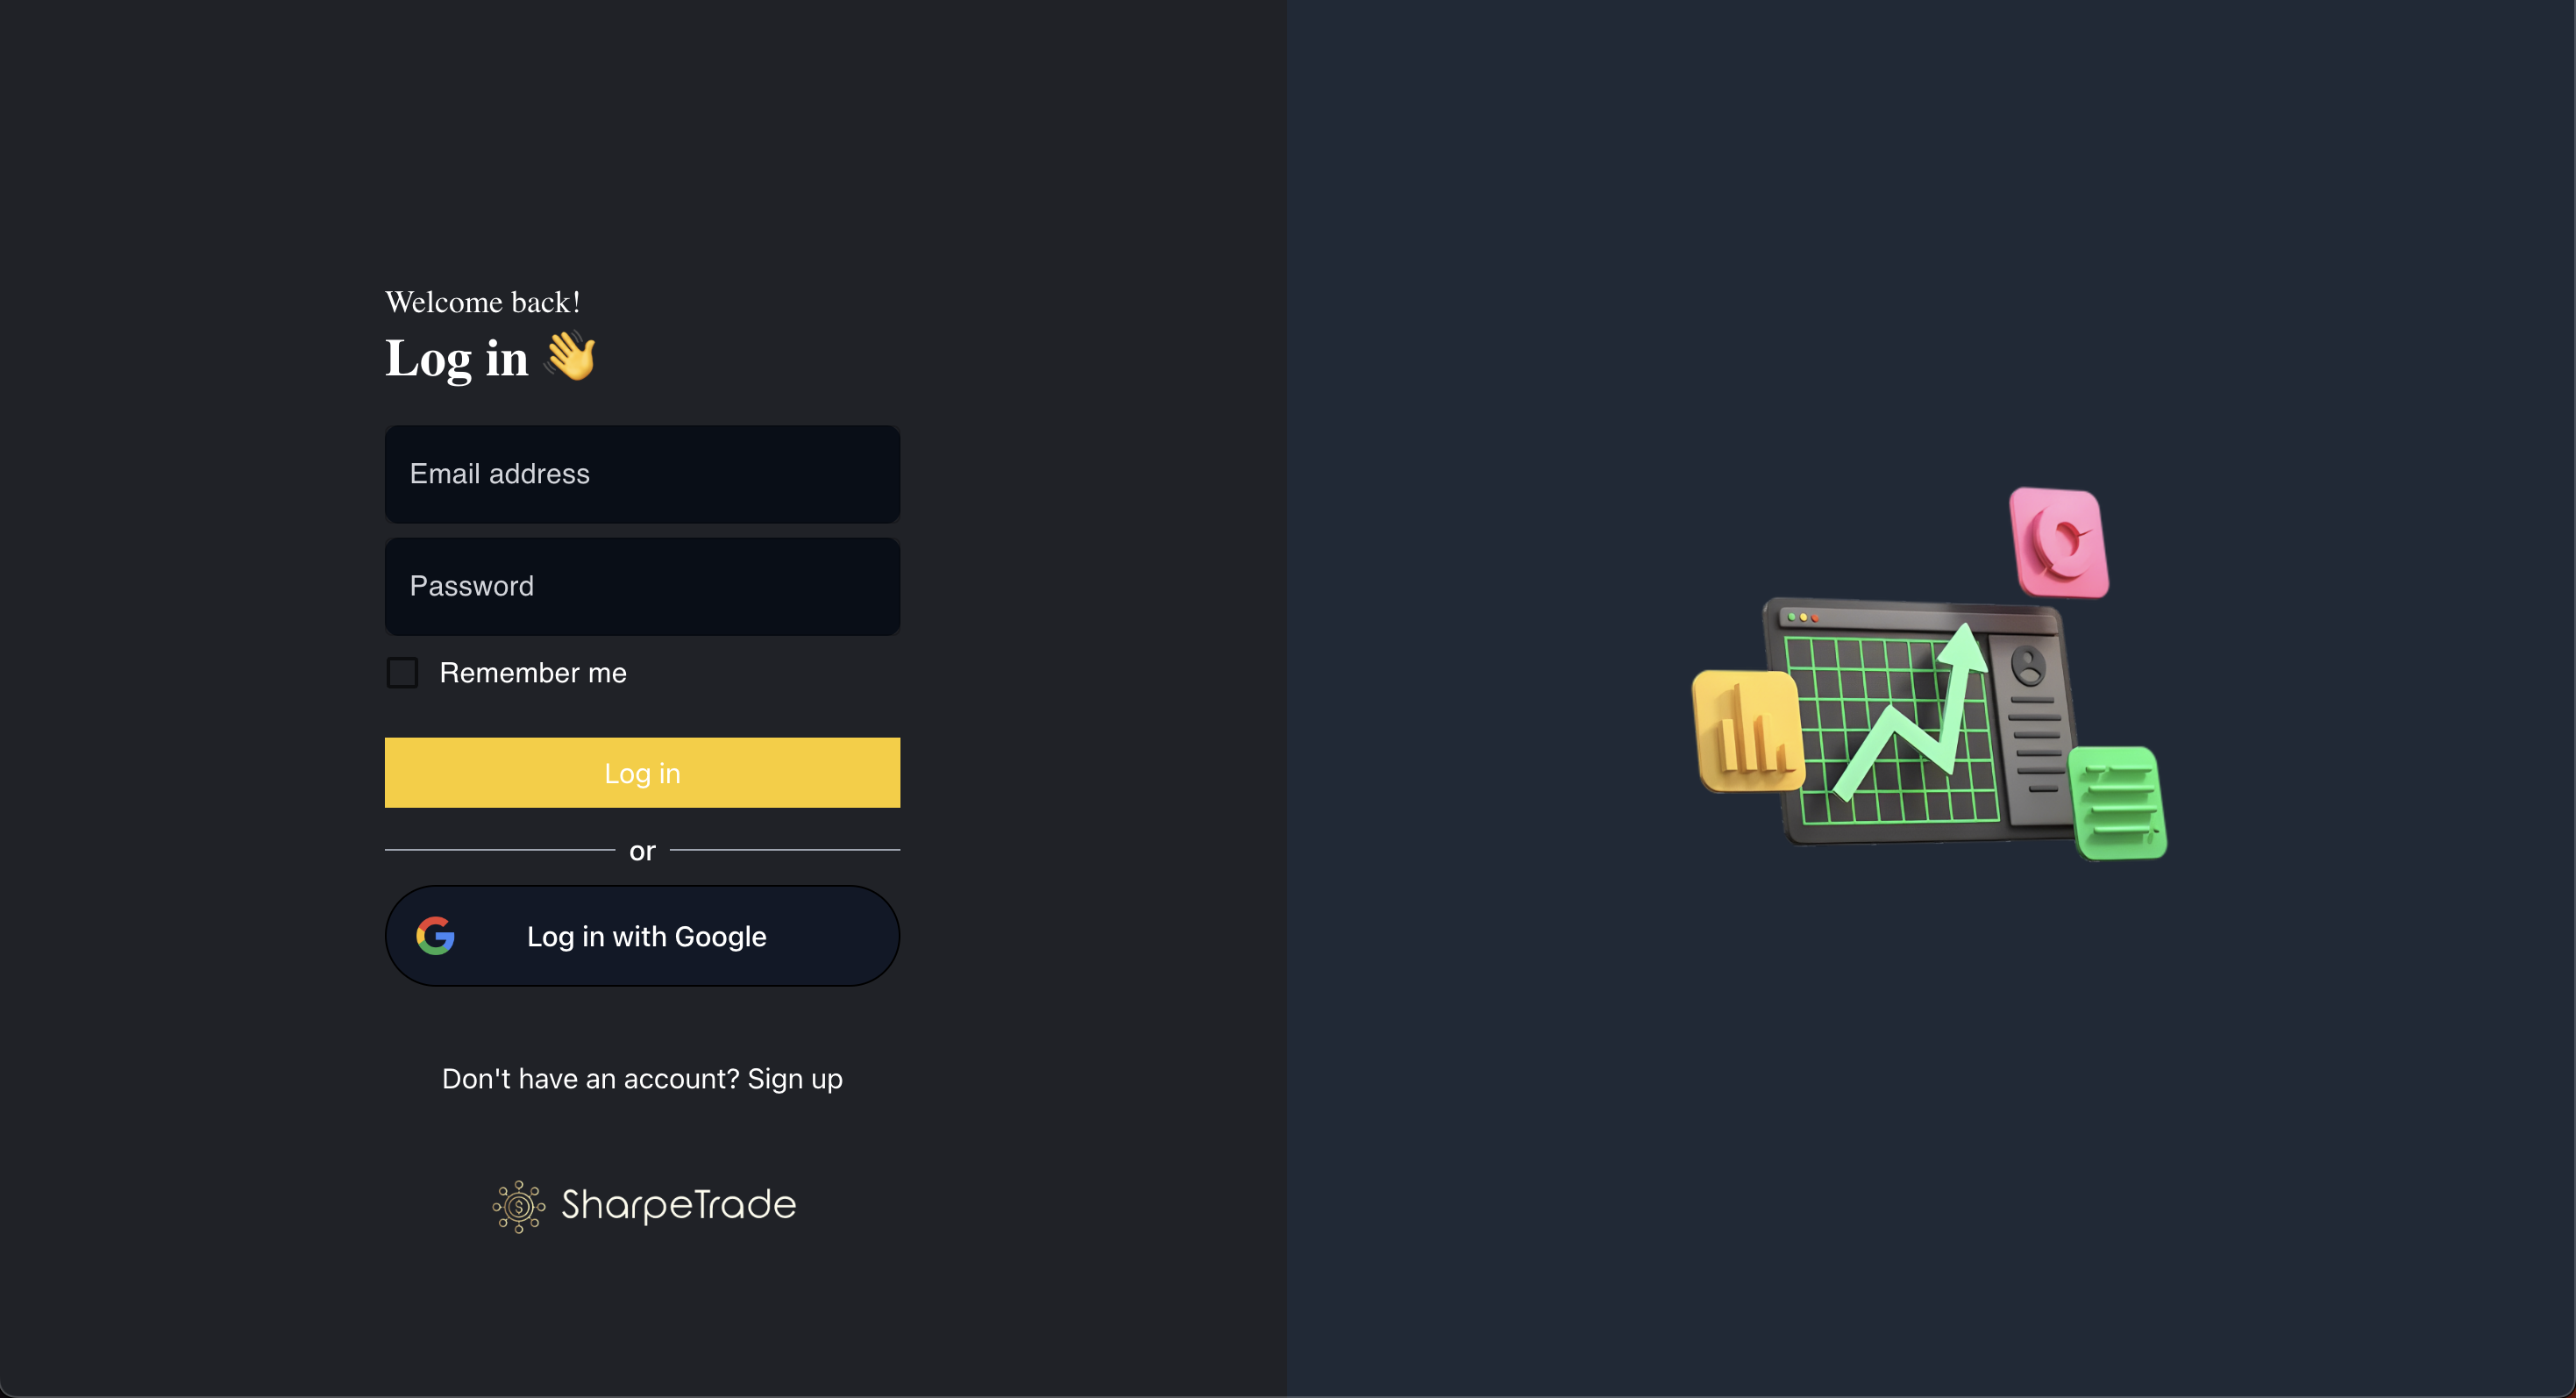 Welcome back!
Log in 👋
Email address
Password
Remember me
Log in
or
Log in with Google
Don't have an account? Sign up
SharpeTrade